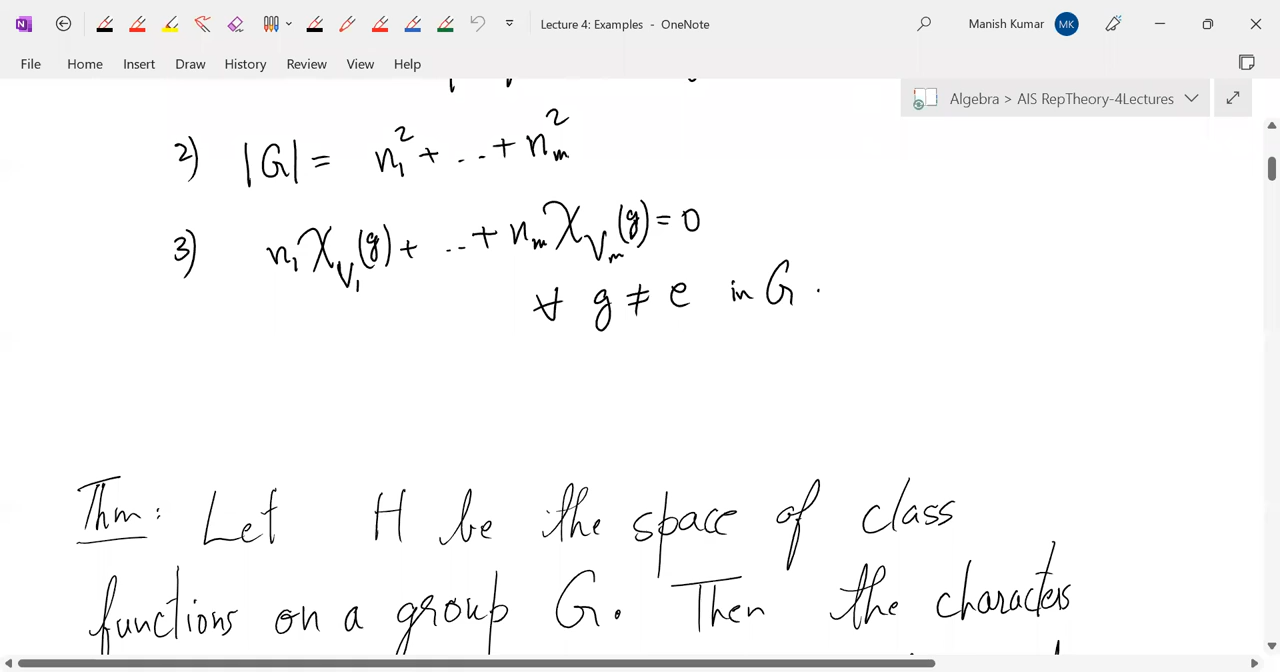 Lecture 4: Examples - OneNote
Manish Kumar MK
File Home Insert Draw History Review View Help
Algebra > AIS RepTheory-4Lectures
2) |G| = n₁² + ... + nₘ²
3) n₁χ_V₁(g) + ... + nₘχ_Vₘ(g) = 0
∀ g ≠ e in G.
Thm: Let H be the space of class
functions on a group G. Then the characters